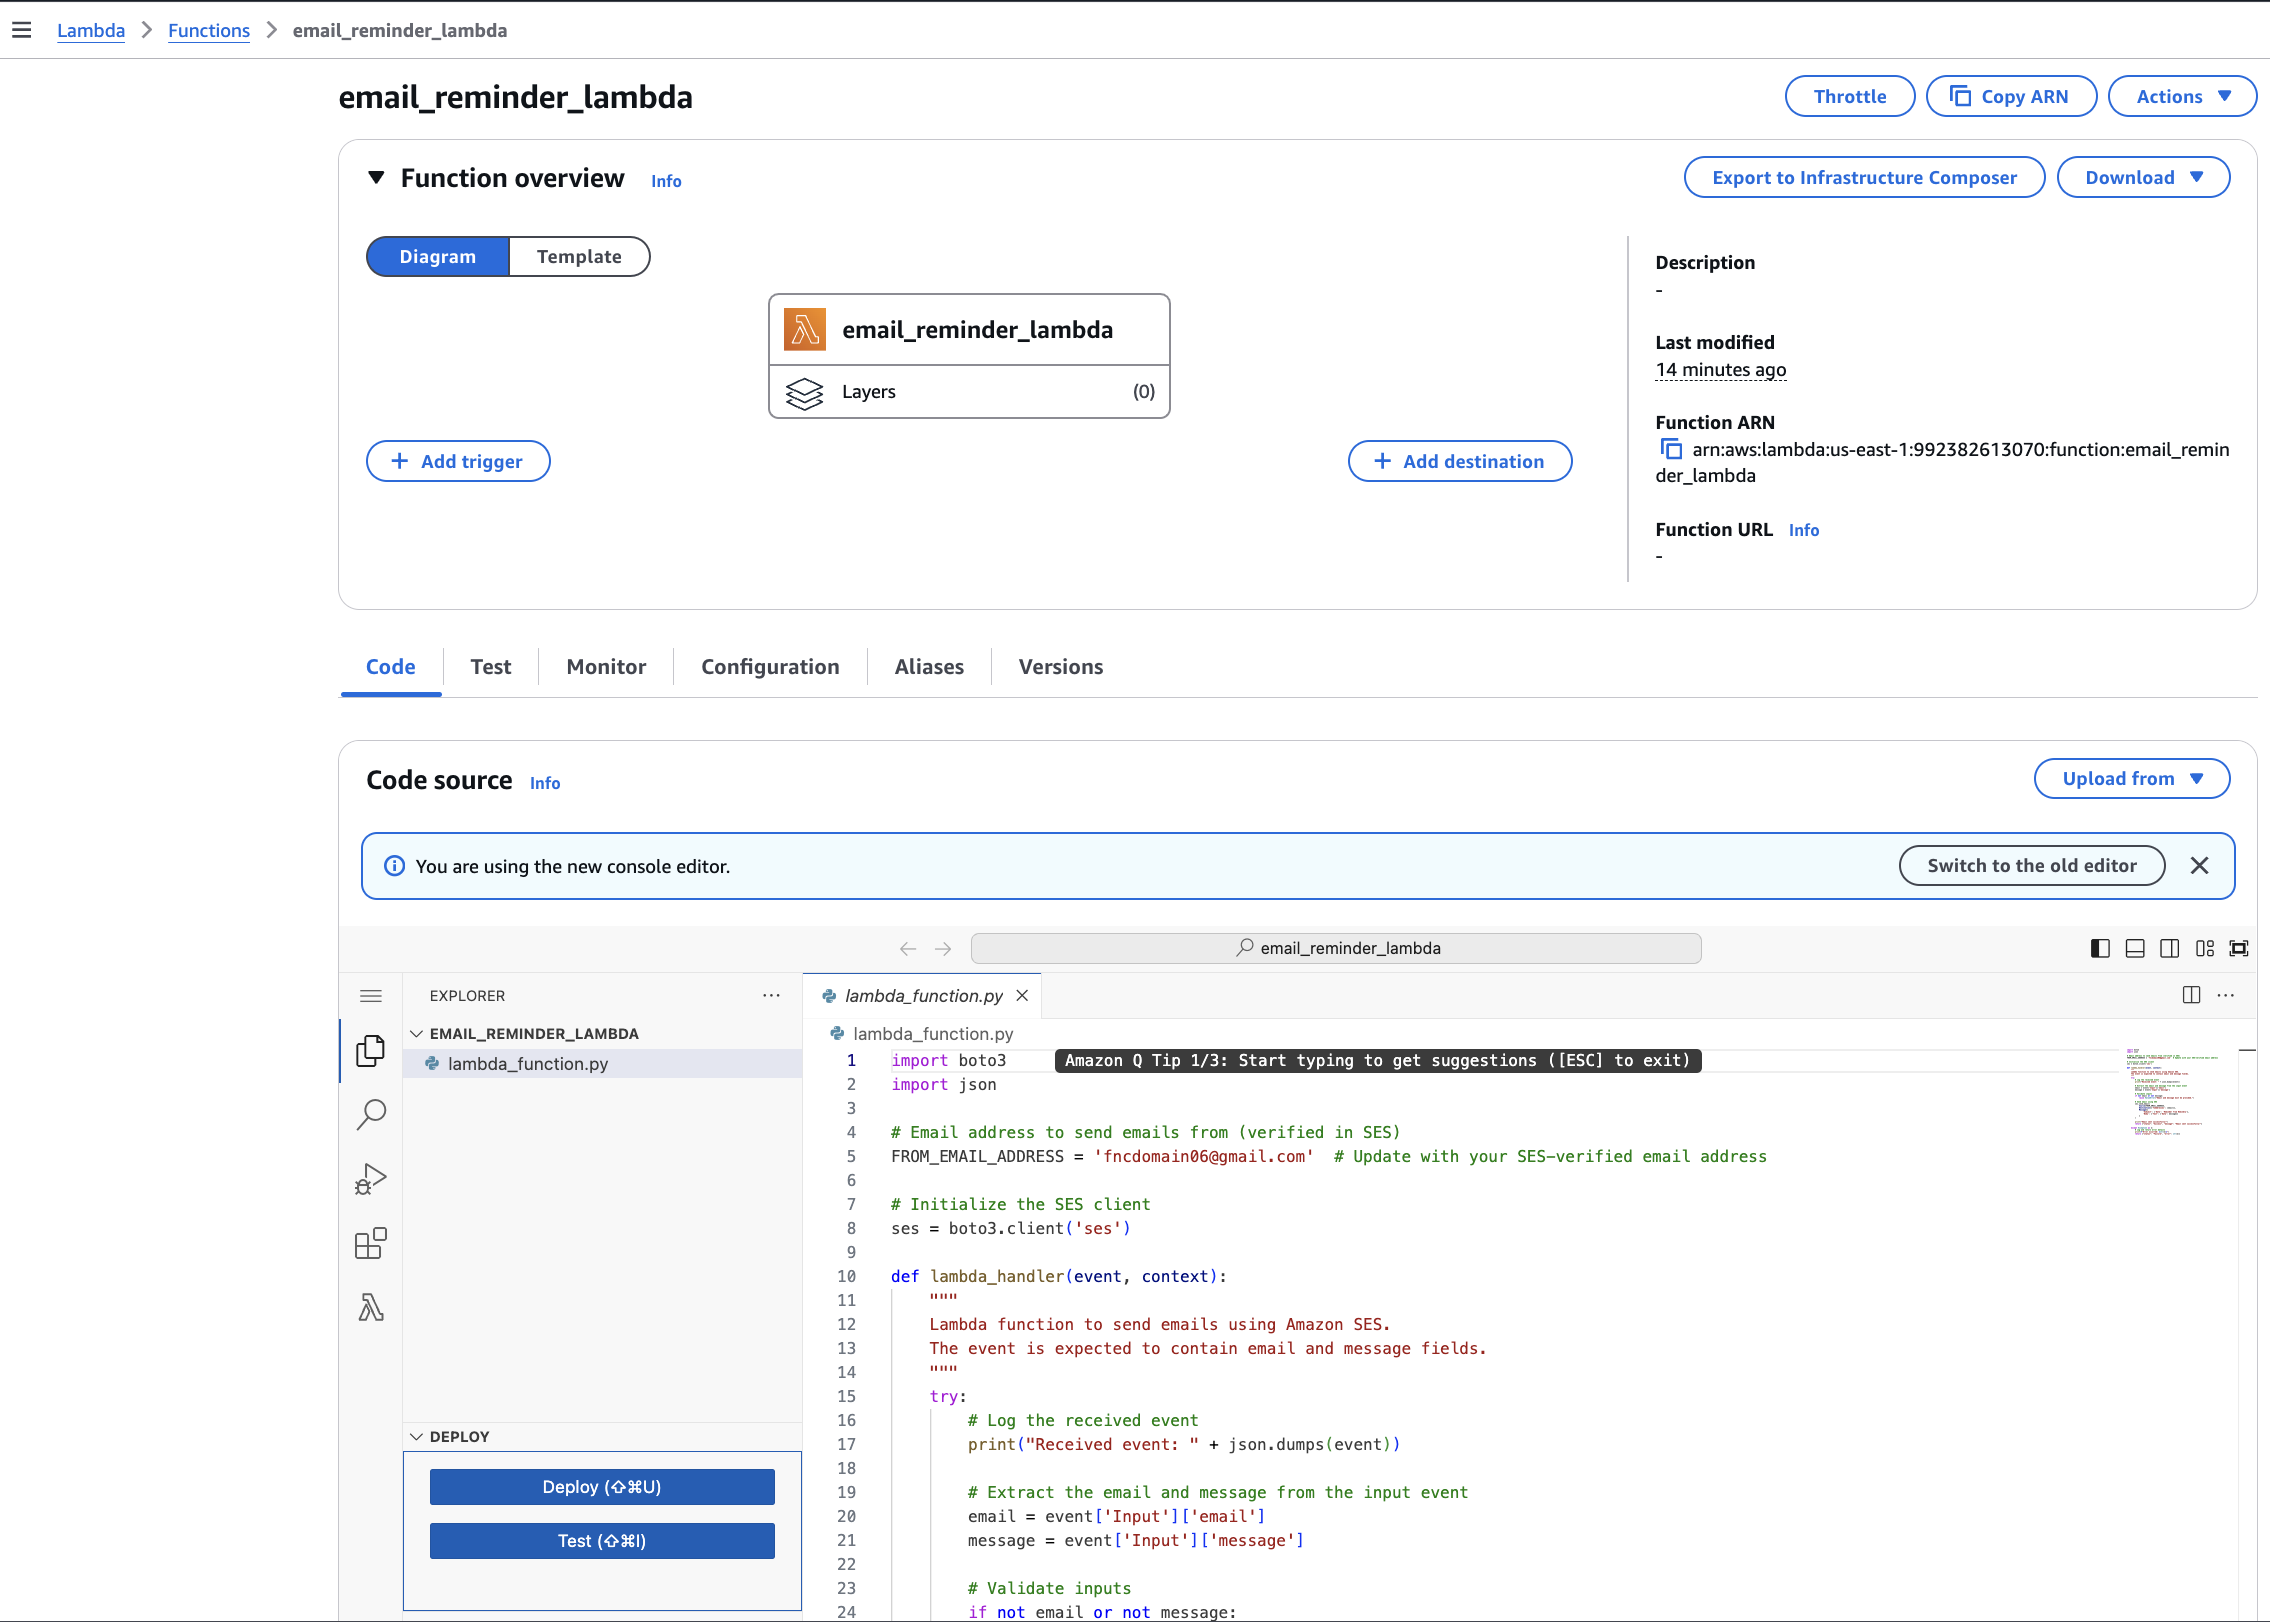 Lambda > Functions > email_reminder_lambda
email_reminder_lambda
Throttle
Copy ARN
Actions
Function overview Info
Export to Infrastructure Composer
Download
Diagram
Template
email_reminder_lambda
Layers (0)
+ Add trigger
+ Add destination
Description
-
Last modified
14 minutes ago
Function ARN
arn:aws:lambda:us-east-1:992382613070:function:email_remin
der_lambda
Function URL Info
-
Code
Test
Monitor
Configuration
Aliases
Versions
Code source Info
Upload from
You are using the new console editor.
Switch to the old editor
email_reminder_lambda
EXPLORER
EMAIL_REMINDER_LAMBDA
lambda_function.py
DEPLOY
Deploy (⇧⌘U)
Test (⇧⌘I)
lambda_function.py
lambda_function.py
1 import boto3 Amazon Q Tip 1/3: Start typing to get suggestions ([ESC] to exit)
2 import json
3
4 # Email address to send emails from (verified in SES)
5 FROM_EMAIL_ADDRESS = 'fncdomain06@gmail.com'  # Update with your SES-verified email address
6
7 # Initialize the SES client
8 ses = boto3.client('ses')
9
10 def lambda_handler(event, context):
11     """
12     Lambda function to send emails using Amazon SES.
13     The event is expected to contain email and message fields.
14     """
15     try:
16         # Log the received event
17         print("Received event: " + json.dumps(event))
18
19         # Extract the email and message from the input event
20         email = event['Input']['email']
21         message = event['Input']['message']
22
23         # Validate inputs
24         if not email or not message: